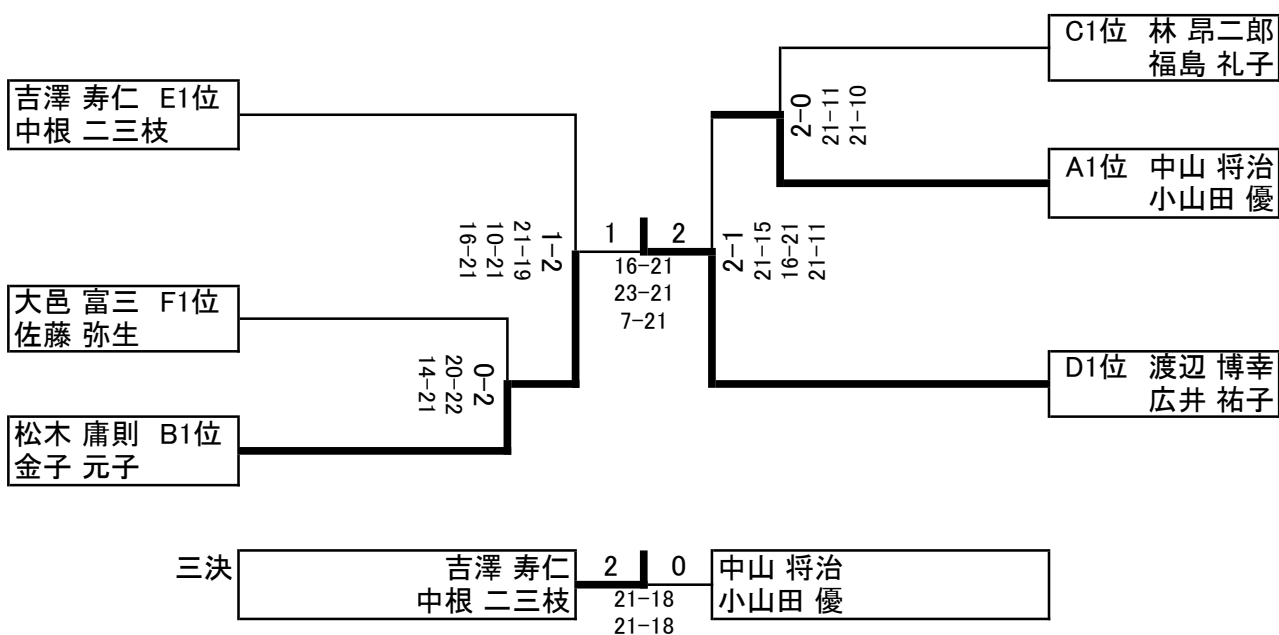 吉澤 寿仁 E1位
中根 二三枝
大邑 富三 F1位
佐藤 弥生
松木 庸則 B1位
金子 元子
0-2
20-22
14-21
1-2
21-19
10-21
16-21
1 2
16-21
23-21
7-21
C1位 林 昂二郎
福島 礼子
A1位 中山 将治
小山田 優
D1位 渡辺 博幸
広井 祐子
2-0
21-11
21-10
2-1
21-15
16-21
21-11
三決
吉澤 寿仁
中根 二三枝
2 0
21-18
21-18
中山 将治
小山田 優